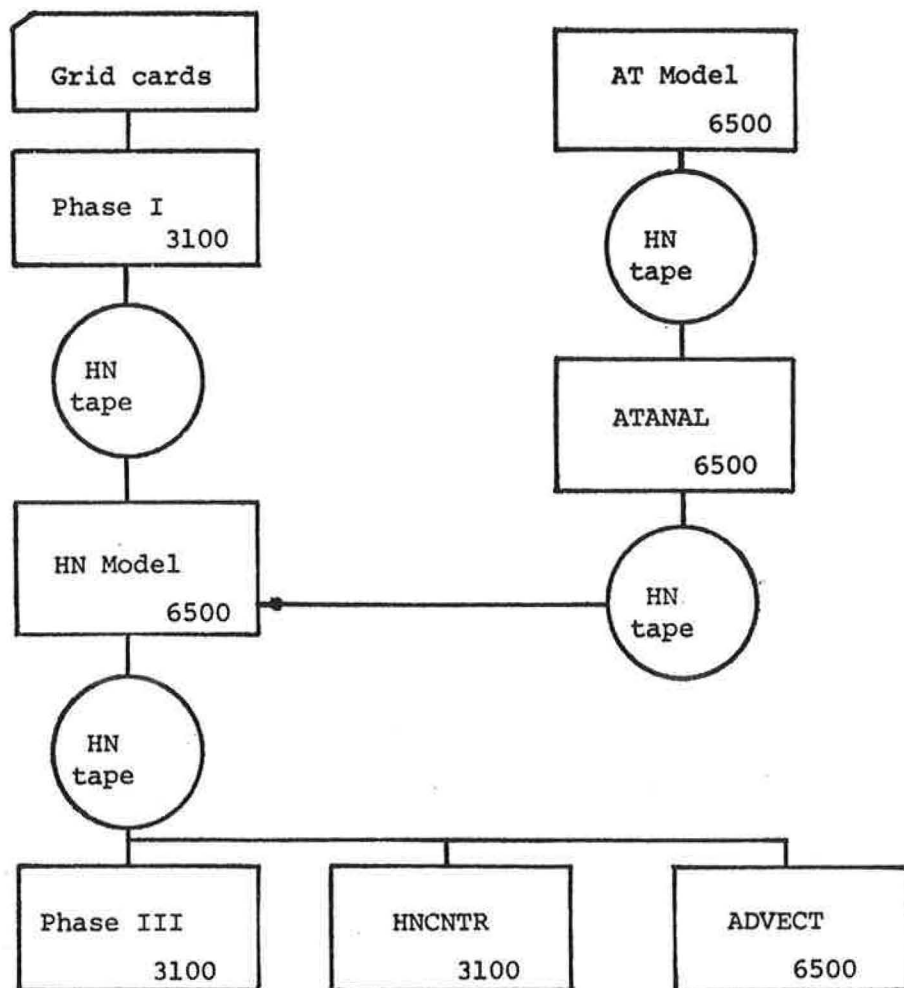 Grid cards
AT Model
6500
Phase I
3100
HN
tape
HN
tape
ATANAL
6500
HN Model
6500
HN
tape
HN
tape
Phase III
3100
HNCNTR
3100
ADVECT
6500